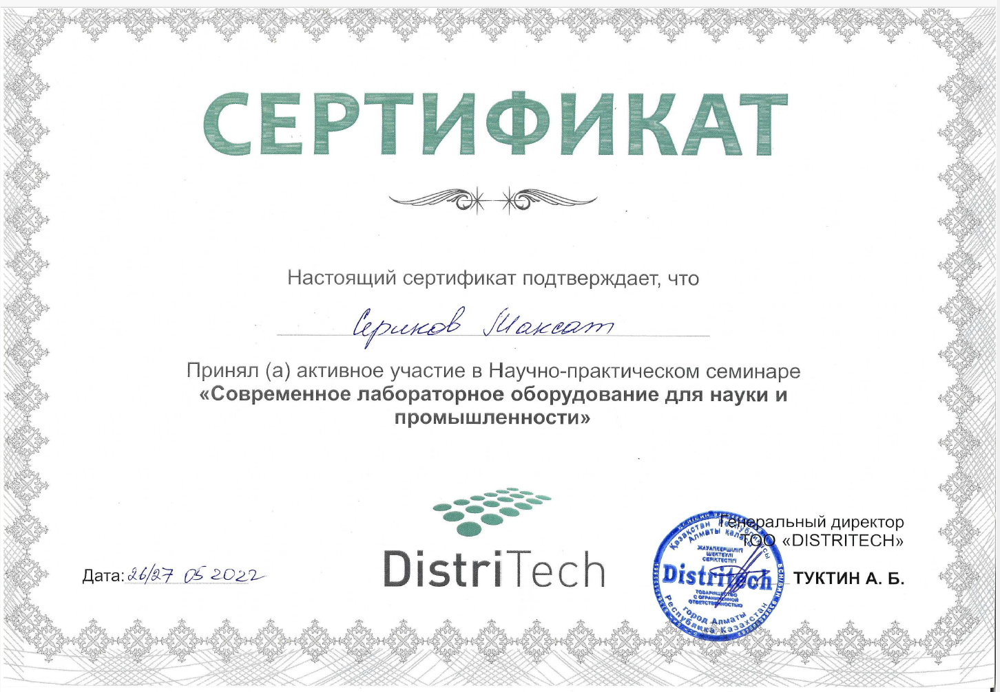 СЕРТИФИКАТ
Настоящий сертификат подтверждает, что
Сериков Максат
Принял (а) активное участие в Научно-практическом семинаре
«Современное лабораторное оборудование для науки и
промышленности»
DistriTech
Дата: 26/27 05 2022
Генеральный директор
ТОО «DISTRITECH»
ТУКТИН А. Б.
Қазақстан Республикасы
Алматы қаласы
ЖАУАПКЕРШІЛІГІ
ШЕКТЕУЛІ
СЕРІКТЕСТІГІ
Distritech
ТОВАРИЩЕСТВО
С ОГРАНИЧЕННОЙ
ОТВЕТСТВЕННОСТЬЮ
город Алматы
Республика Казахстан